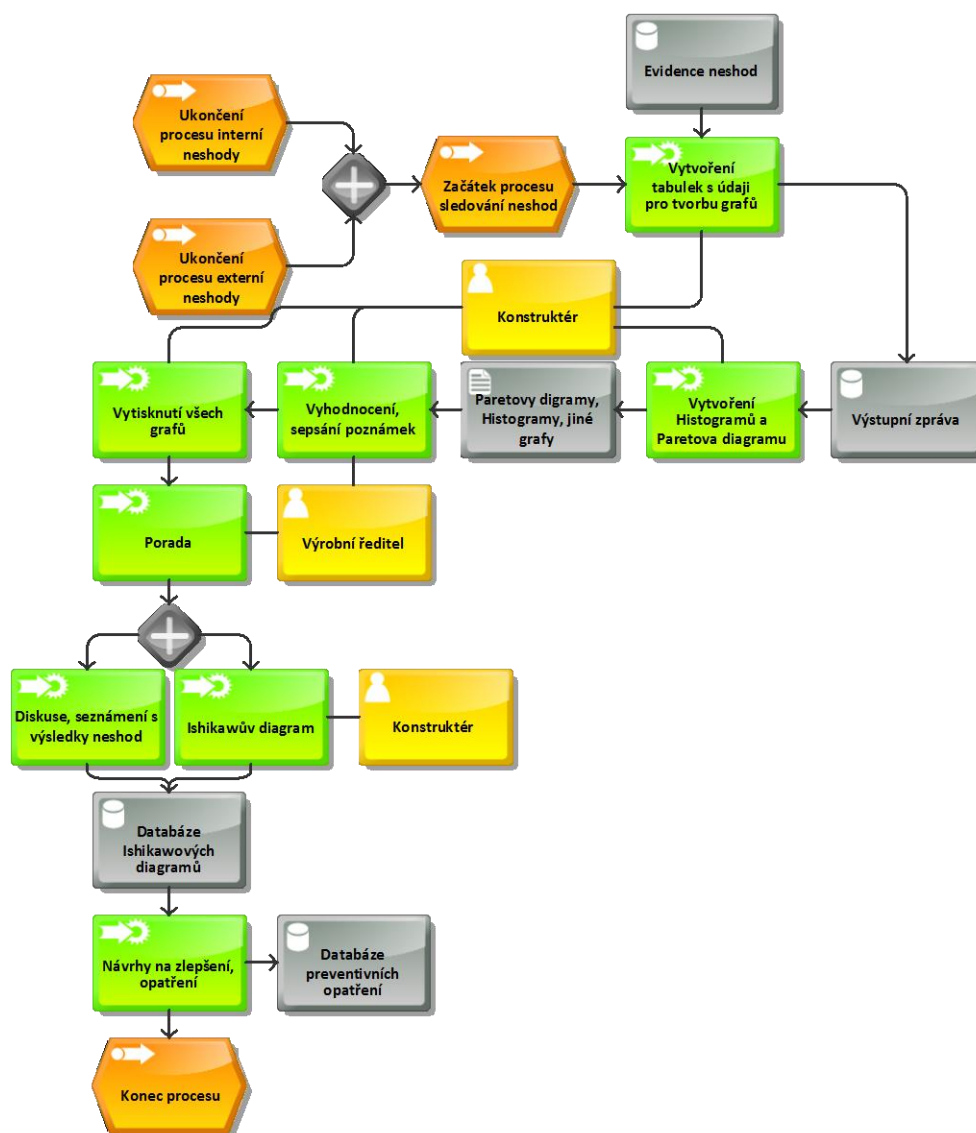 Evidence neshod
Ukončení
procesu interní
neshody
Začátek procesu
sledování neshod
Vytvoření
tabulek s údaji
pro tvorbu grafů
Ukončení
procesu externí
neshody
Konstruktér
Vytisknutí všech
grafů
Vyhodnocení,
sepsání poznámek
Paretovy digramy,
Histogramy, jiné
grafy
Vytvoření
Histogramů a
Paretova diagramu
Výstupní zpráva
Porada
Výrobní ředitel
Diskuse, seznámení s
výsledky neshod
Ishikawův diagram
Konstruktér
Databáze
Ishikawových
diagramů
Návrhy na zlepšení,
opatření
Databáze
preventivních
opatření
Konec procesu